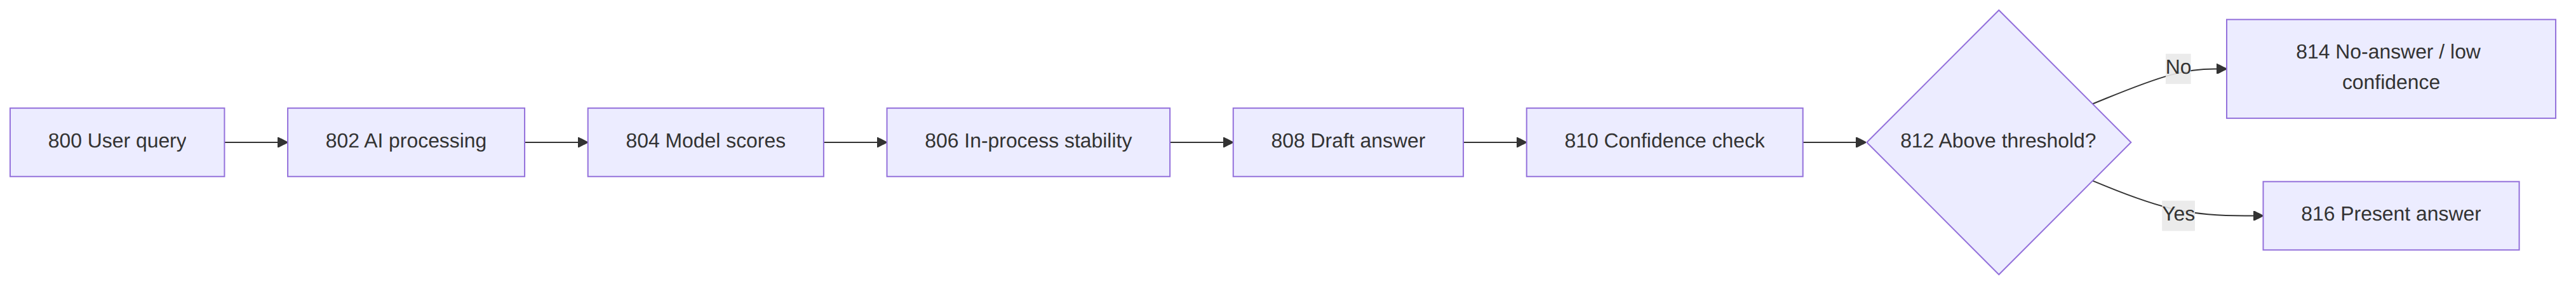 800 User query
802 AI processing
804 Model scores
806 In-process stability
808 Draft answer
810 Confidence check
812 Above threshold?
No
814 No-answer / low
confidence
Yes
816 Present answer